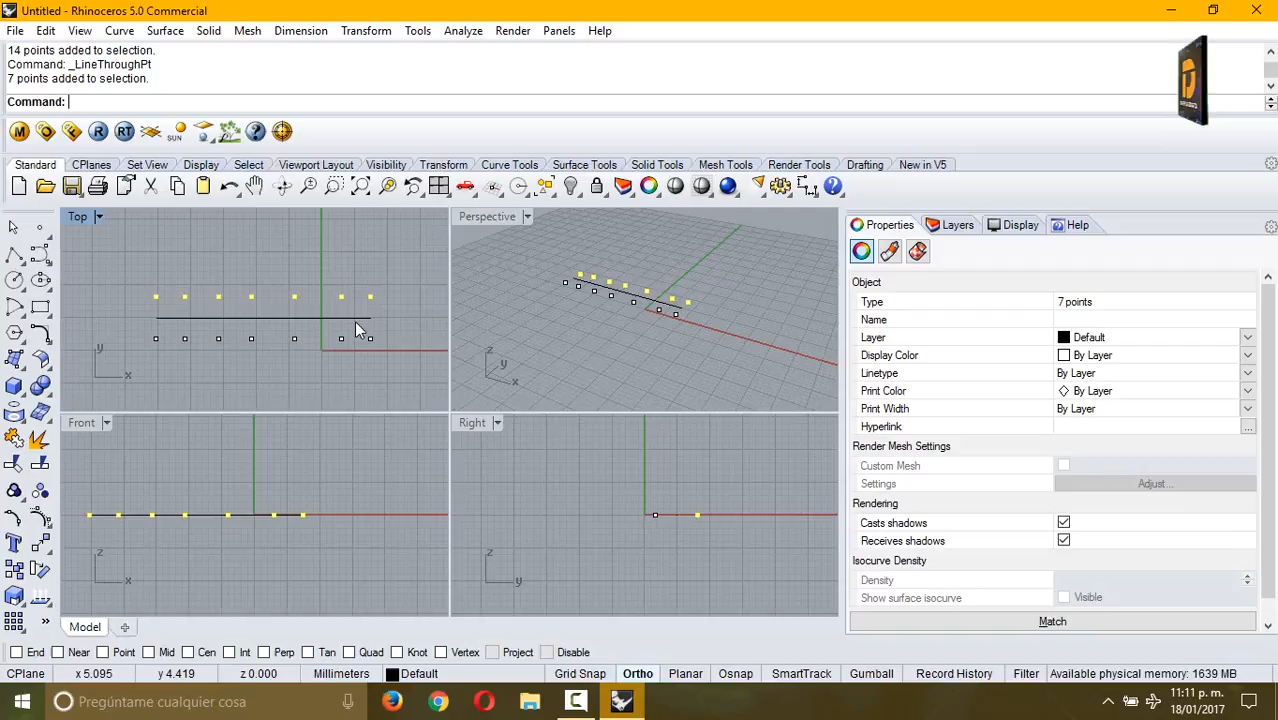 Untitled - Rhinoceros 5.0 Commercial
File Edit View Curve Surface Solid Mesh Dimension Transform Tools Analyze Render Panels Help
14 points added to selection.
Command: _LineThroughPt
7 points added to selection.
Command:
M O F R RT SUN ?
Standard CPlanes Set View Display Select Viewport Layout Visibility Transform Curve Tools Surface Tools Solid Tools Mesh Tools Render Tools Drafting New in V5
Top Perspective
Properties Layers Display Help
Object
Type 7 points
Name
Layer Default
Display Color By Layer
Linetype By Layer
Print Color By Layer
Print Width By Layer
Hyperlink ...
Render Mesh Settings
Custom Mesh
Settings Adjust...
Rendering
Casts shadows
Receives shadows
Isocurve Density
Density
Show surface isocurve Visible
Match
y
x
z
y
x
Front Right
z
x
z
y
Model
End Near Point Mid Cen Int Perp Tan Quad Knot Vertex Project Disable
CPlane x 5.095 y 4.419 z 0.000 Millimeters Default Grid Snap Ortho Planar Osnap SmartTrack Gumball Record History Filter Available physical memory: 1639 MB
Pregúntame cualquier cosa
11:11 p. m.
18/01/2017